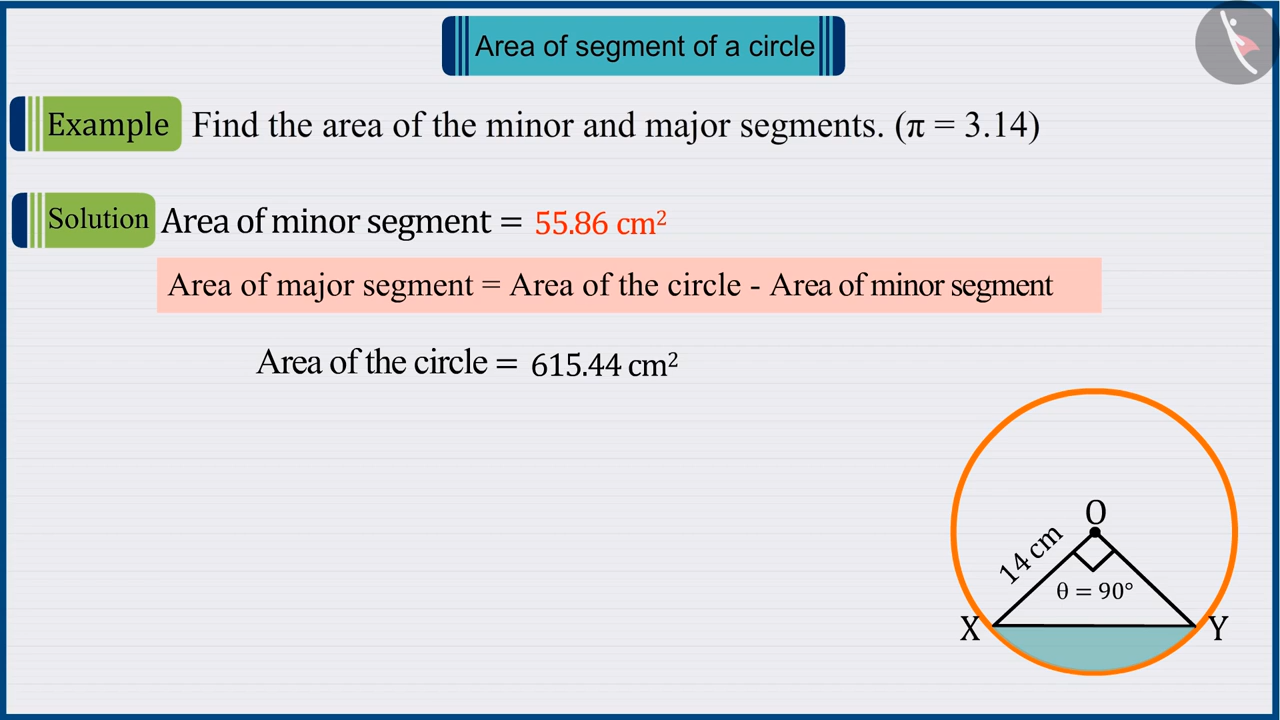 Area of segment of a circle
Example Find the area of the minor and major segments. (π = 3.14)
Solution Area of minor segment = 55.86 cm²
Area of major segment = Area of the circle - Area of minor segment
Area of the circle = 615.44 cm²
O
14 cm
θ = 90°
X Y